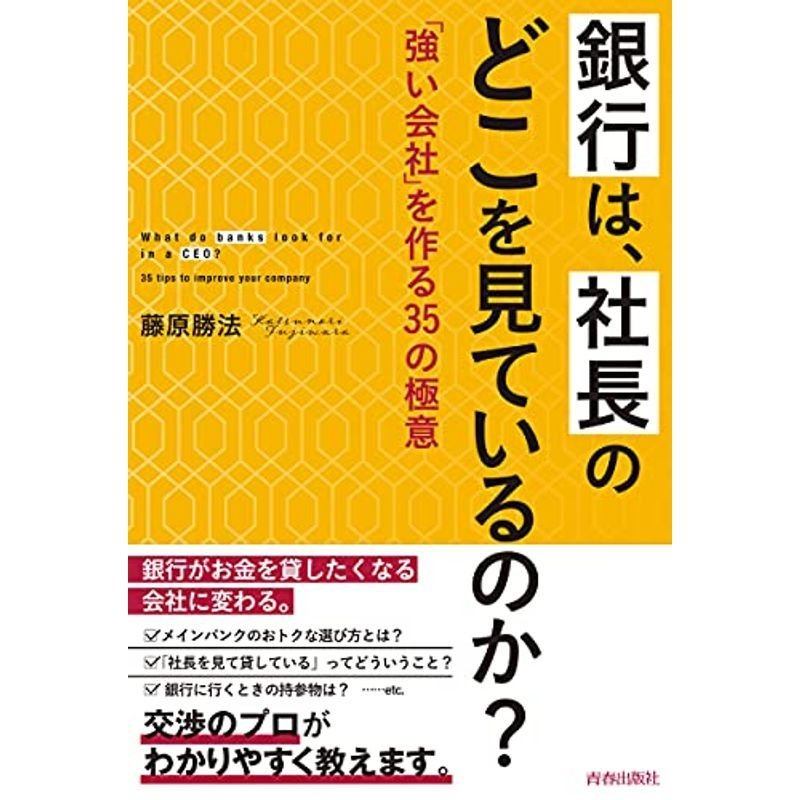 銀行は、社長の
どこを見ているのか？
「強い会社」を作る35の極意
What do banks look for
in a CEO?
35 tips to improve your company
藤原勝法
Katsunori
Fujiwara
銀行がお金を貸したくなる
会社に変わる。
メインバンクのおトクな選び方とは？
「社長を見て貸している」ってどういうこと？
銀行に行くときの持参物は？ ……etc.
交渉のプロが
わかりやすく教えます。
青春出版社